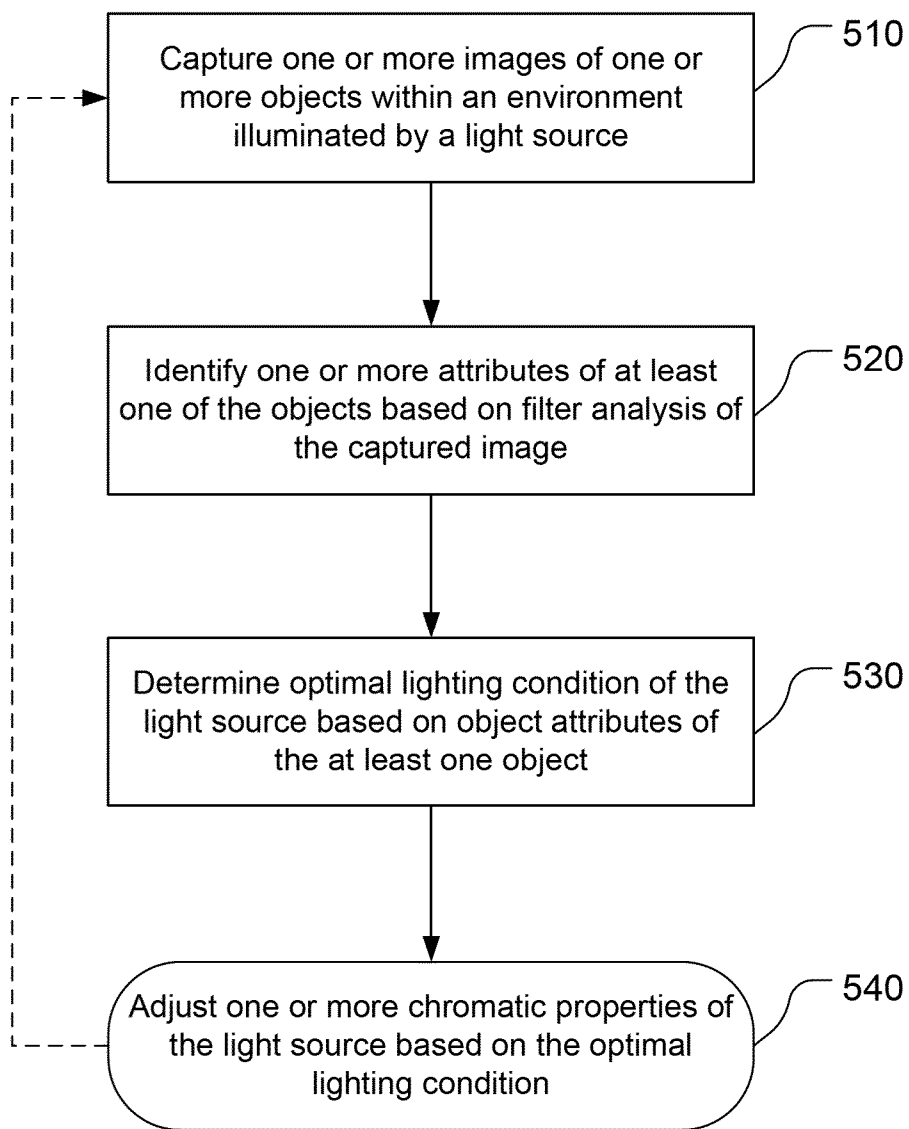 Capture one or more images of one or
more objects within an environment
illuminated by a light source
510
Identify one or more attributes of at least
one of the objects based on filter analysis of
the captured image
520
Determine optimal lighting condition of the
light source based on object attributes of
the at least one object
530
Adjust one or more chromatic properties of
the light source based on the optimal
lighting condition
540